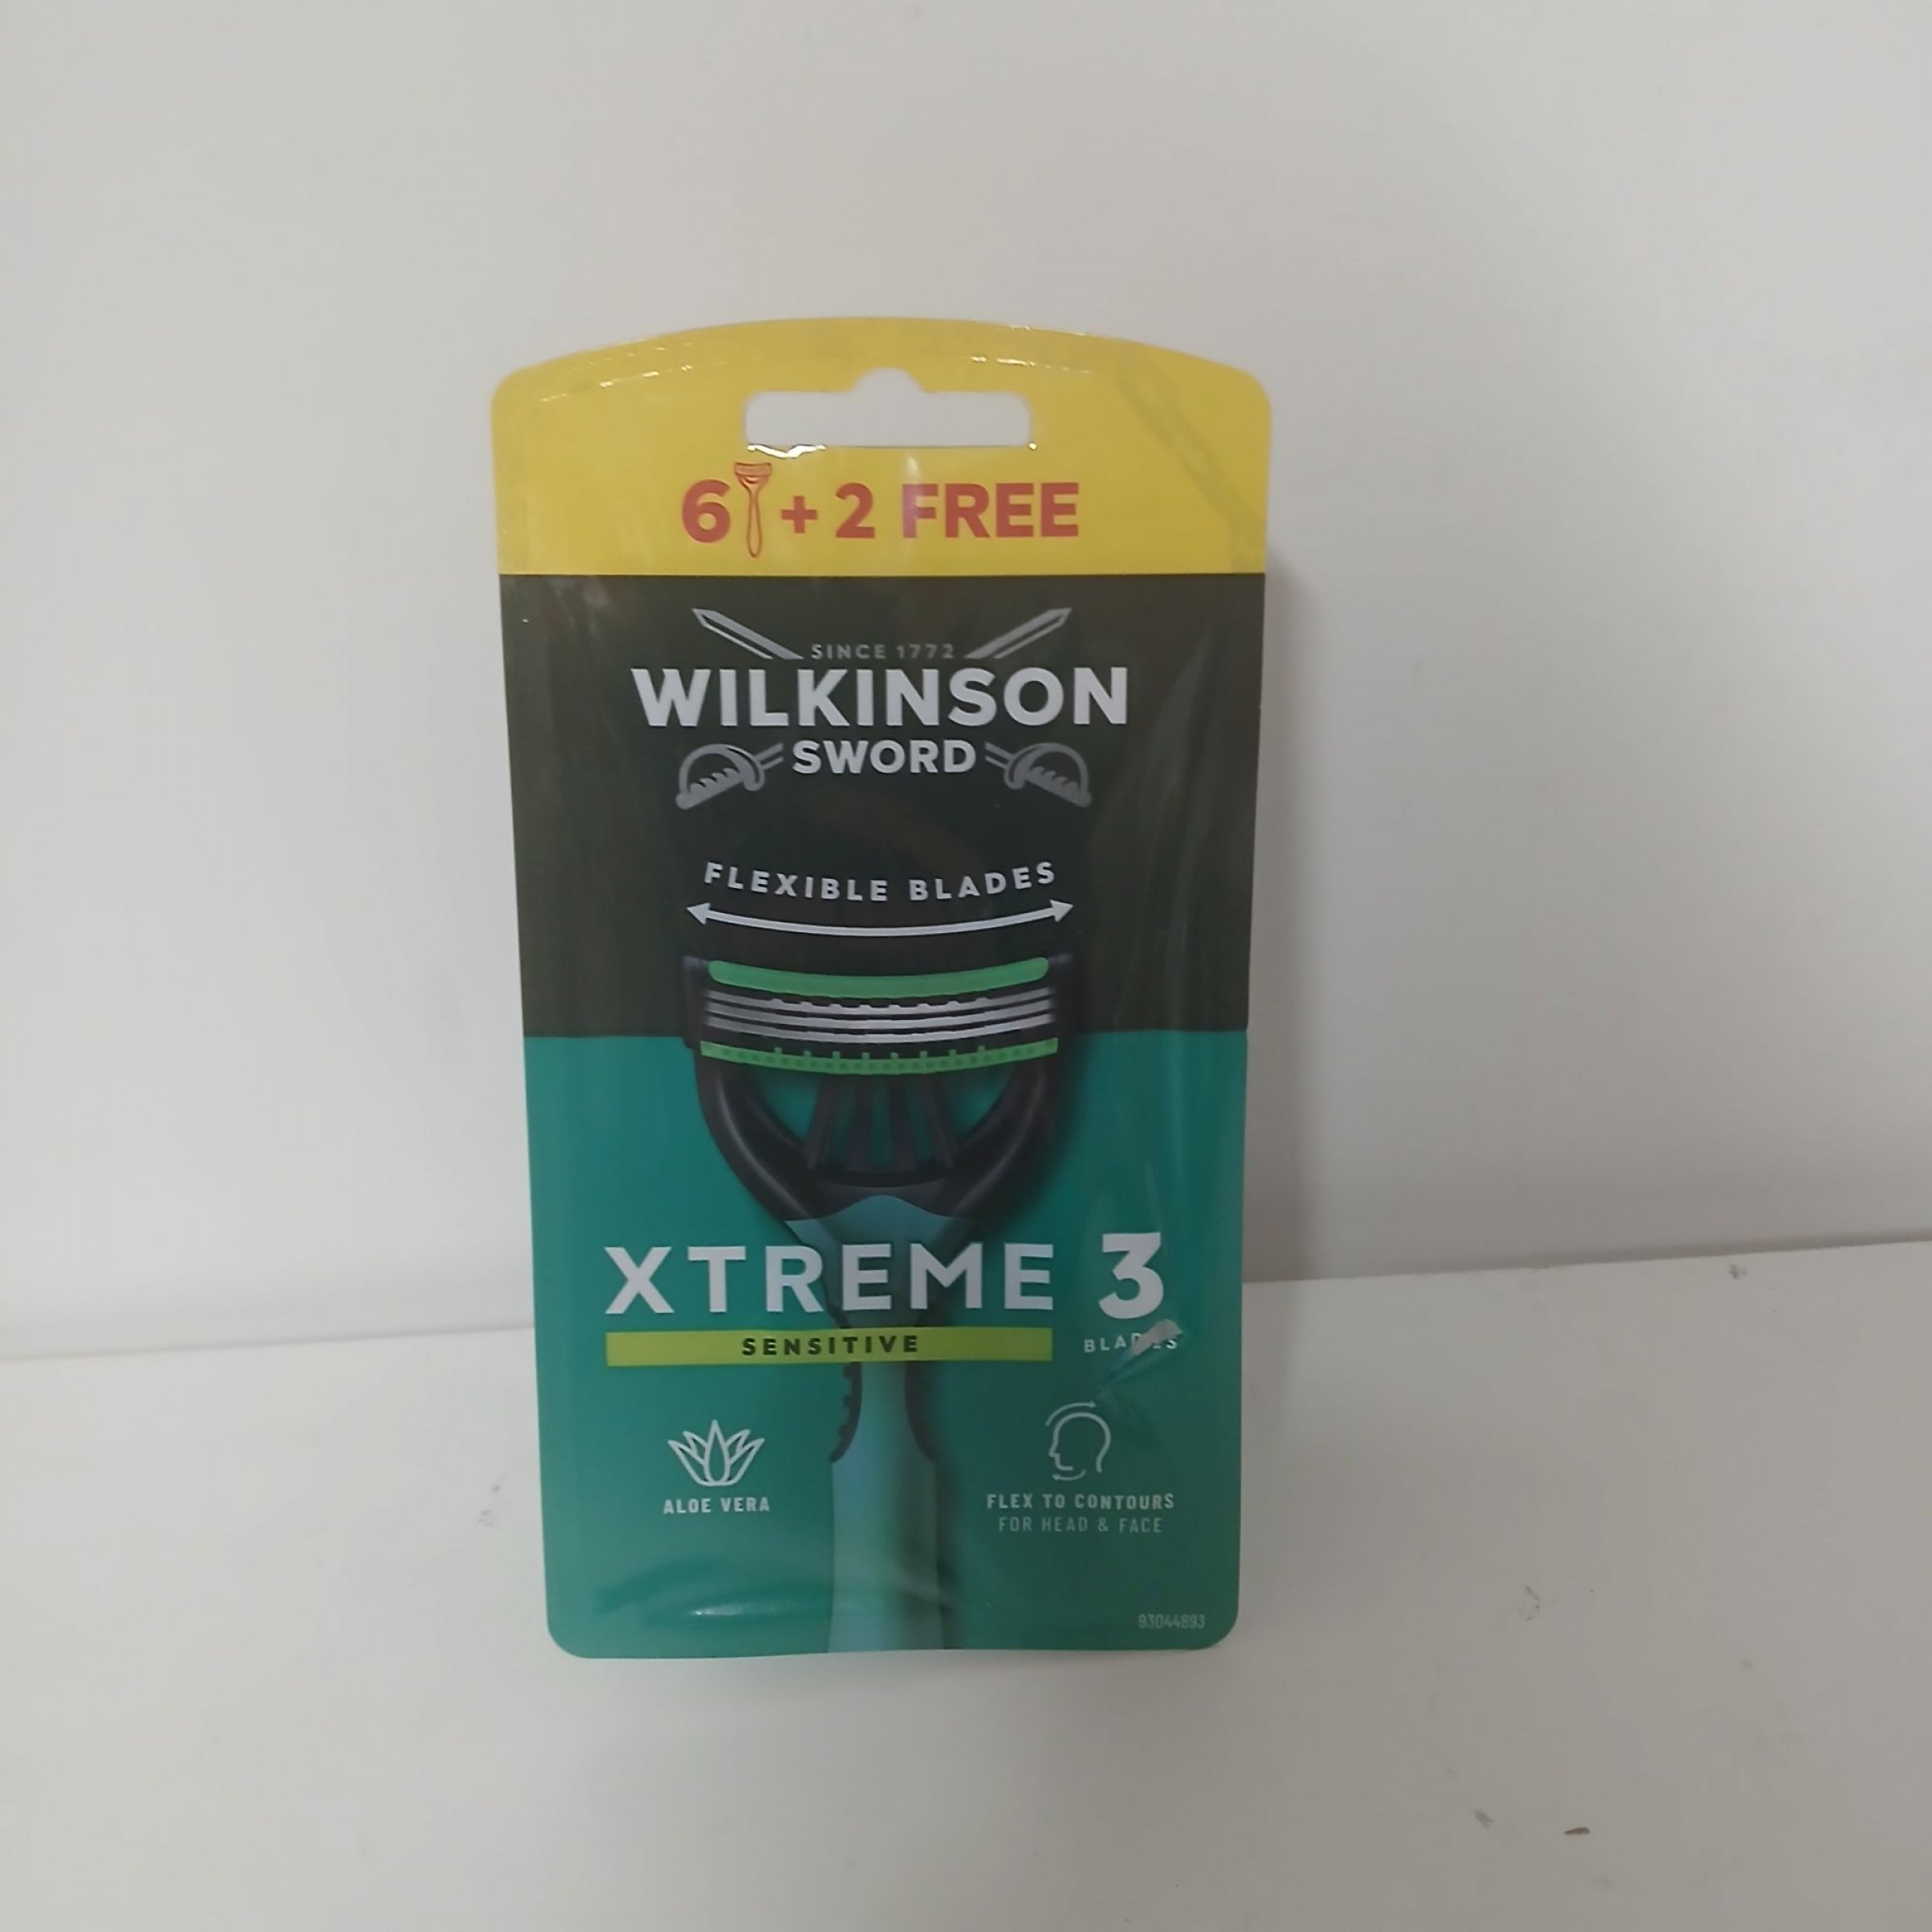 6 + 2 FREE
SINCE 1772
WILKINSON
SWORD
FLEXIBLE BLADES
XTREME 3
SENSITIVE
BLADES
ALOE VERA
FLEX TO CONTOURS
FOR HEAD & FACE
93044893